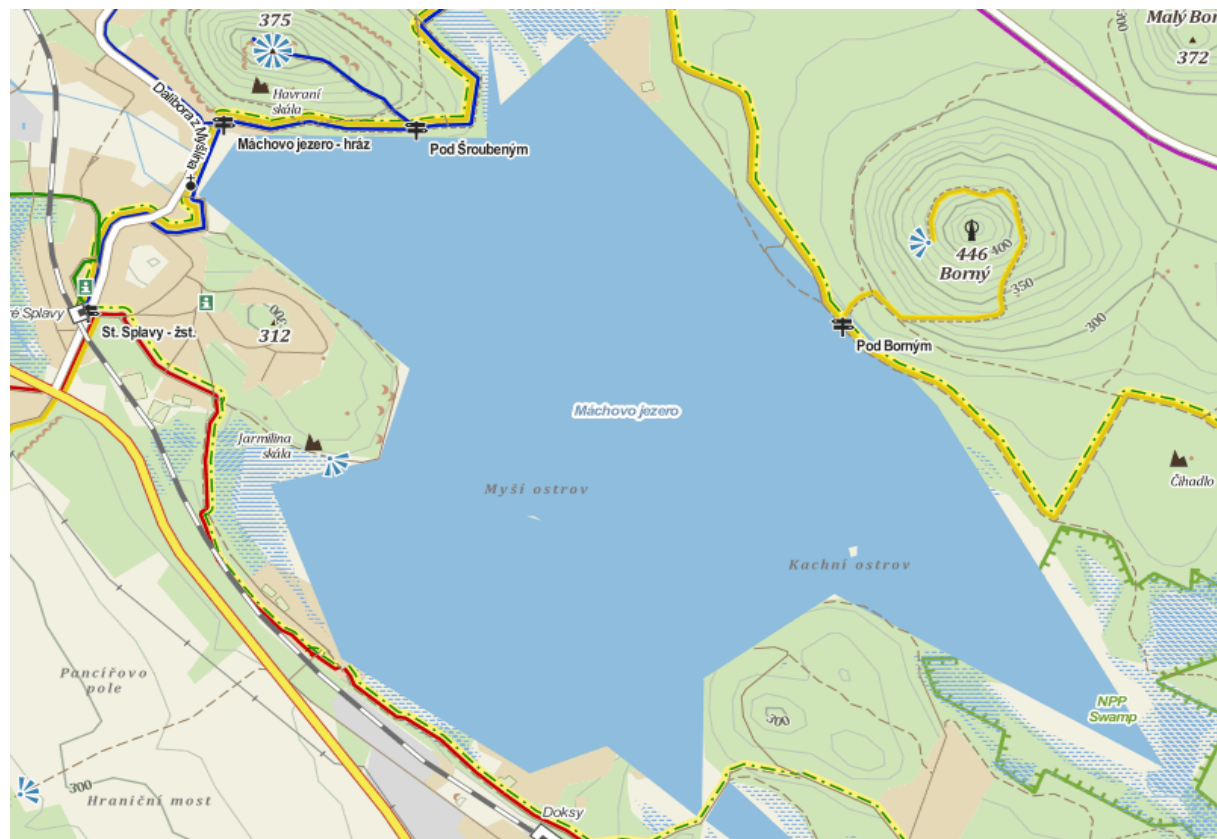 375
300
Malý Bor
372
Havraní
skála
Dalibora z Myšlína
Máchovo jezero - hráz
Pod Šroubeným
446
400
Borný
350
300
é Splavy
St. Splavy - žst.
300
312
Pod Borným
Máchovo jezero
Jarmilina
skála
Čihadlo
Myší ostrov
Kachní ostrov
Pancířovo
pole
NPP
Swamp
300
300
Hraniční most
Doksy